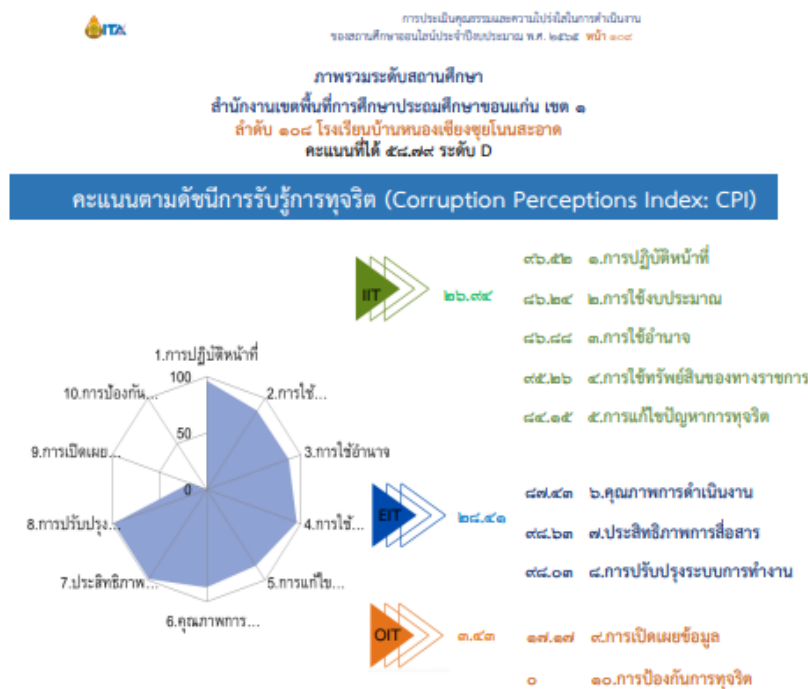 ITA
การประเมินคุณธรรมและความโปร่งใสในการดำเนินงาน
ของสถานศึกษาออนไลน์ประจำปีงบประมาณ พ.ศ. ๒๕๖๕ หน้า ๑๐๙
ภาพรวมระดับสถานศึกษา
สำนักงานเขตพื้นที่การศึกษาประถมศึกษาขอนแก่น เขต ๑
ลำดับ ๑๐๘ โรงเรียนบ้านหนองเซียงซุยโนนสะอาด
คะแนนที่ได้ ๕๘.๗๙ ระดับ D
คะแนนตามดัชนีการรับรู้การทุจริต (Corruption Perceptions Index: CPI)
IIT ๒๖.๙๔
๙๖.๕๒ ๑.การปฏิบัติหน้าที่
๘๖.๒๔ ๒.การใช้งบประมาณ
๘๖.๘๘ ๓.การใช้อำนาจ
๙๕.๒๖ ๔.การใช้ทรัพย์สินของทางราชการ
๘๔.๑๕ ๕.การแก้ไขปัญหาการทุจริต
EIT ๒๘.๔๑
๘๗.๔๓ ๖.คุณภาพการดำเนินงาน
๙๘.๖๓ ๗.ประสิทธิภาพการสื่อสาร
๙๘.๐๓ ๘.การปรับปรุงระบบการทำงาน
OIT ๓.๔๓
๑๗.๑๗ ๙.การเปิดเผยข้อมูล
๐ ๑๐.การป้องกันการทุจริต
1.การปฏิบัติหน้าที่
100
50
0
2.การใช้...
3.การใช้อำนาจ
4.การใช้...
5.การแก้ไข...
6.คุณภาพการ...
7.ประสิทธิภาพ...
8.การปรับปรุง...
9.การเปิดเผย...
10.การป้องกัน...